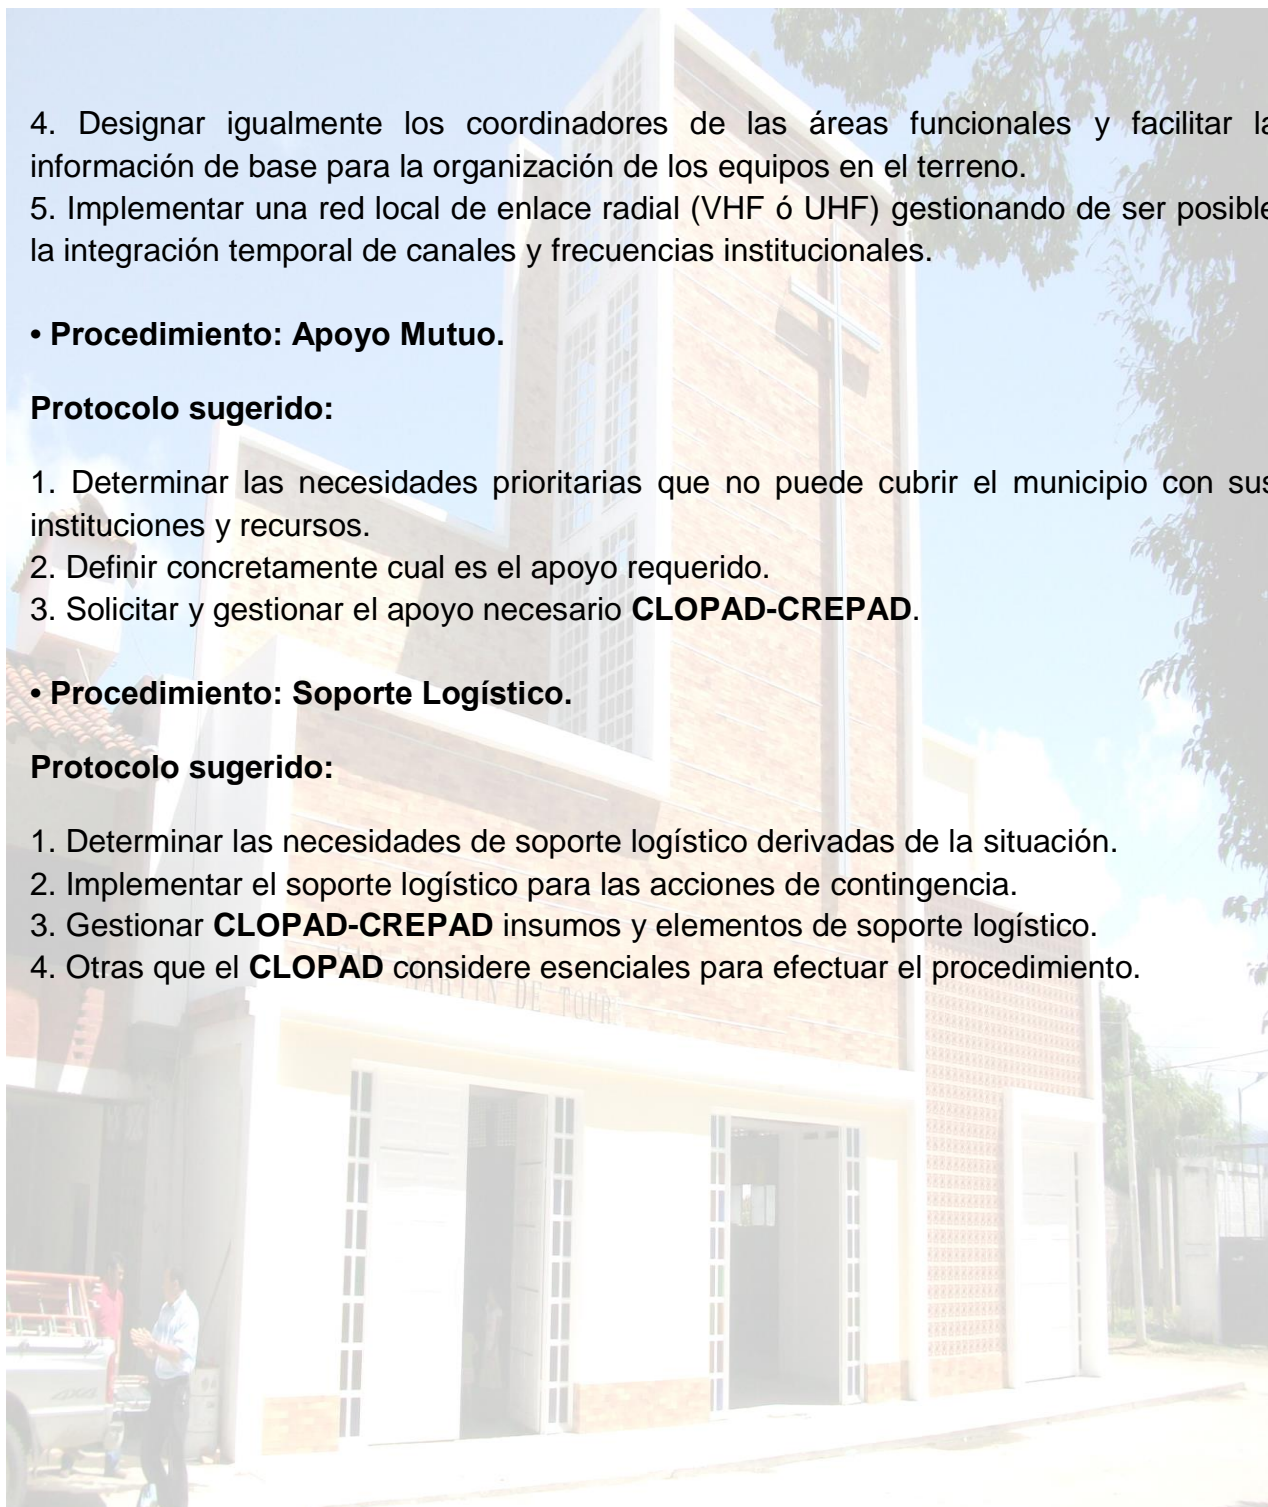 4. Designar igualmente los coordinadores de las áreas funcionales y facilitar la
información de base para la organización de los equipos en el terreno.
5. Implementar una red local de enlace radial (VHF ó UHF) gestionando de ser posible
la integración temporal de canales y frecuencias institucionales.
• Procedimiento: Apoyo Mutuo.
Protocolo sugerido:
1. Determinar las necesidades prioritarias que no puede cubrir el municipio con sus
instituciones y recursos.
2. Definir concretamente cual es el apoyo requerido.
3. Solicitar y gestionar el apoyo necesario CLOPAD-CREPAD.
• Procedimiento: Soporte Logístico.
Protocolo sugerido:
1. Determinar las necesidades de soporte logístico derivadas de la situación.
2. Implementar el soporte logístico para las acciones de contingencia.
3. Gestionar CLOPAD-CREPAD insumos y elementos de soporte logístico.
4. Otras que el CLOPAD considere esenciales para efectuar el procedimiento.
MARTIN DE TOUR